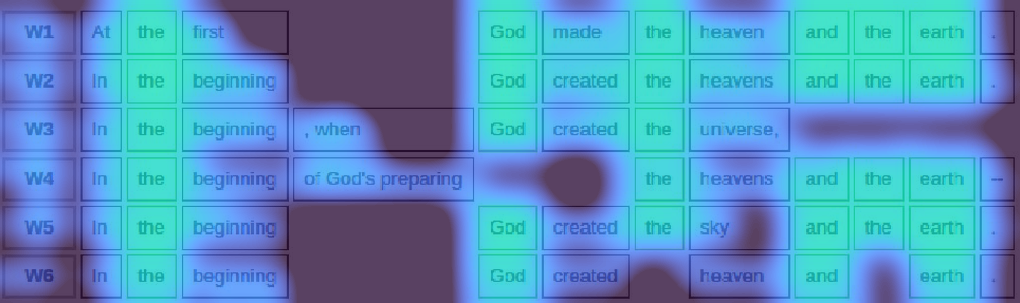 W1 At the first God made the heaven and the earth .
W2 In the beginning God created the heavens and the earth .
W3 In the beginning , when God created the universe,
W4 In the beginning of God's preparing the heavens and the earth –
W5 In the beginning God created the sky and the earth .
W6 In the beginning God created heaven and earth .